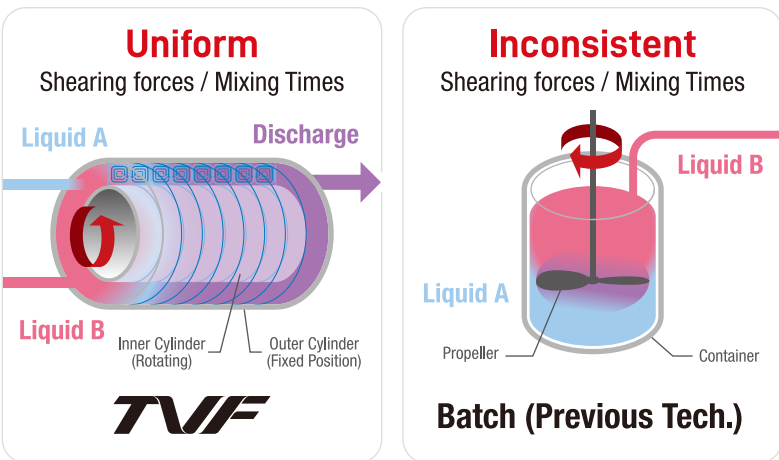 Uniform
Shearing forces / Mixing Times
Liquid A
Discharge
Liquid B
Inner Cylinder
(Rotating)
Outer Cylinder
(Fixed Position)
TVF
Inconsistent
Shearing forces / Mixing Times
Liquid B
Liquid A
Propeller
Container
Batch (Previous Tech.)